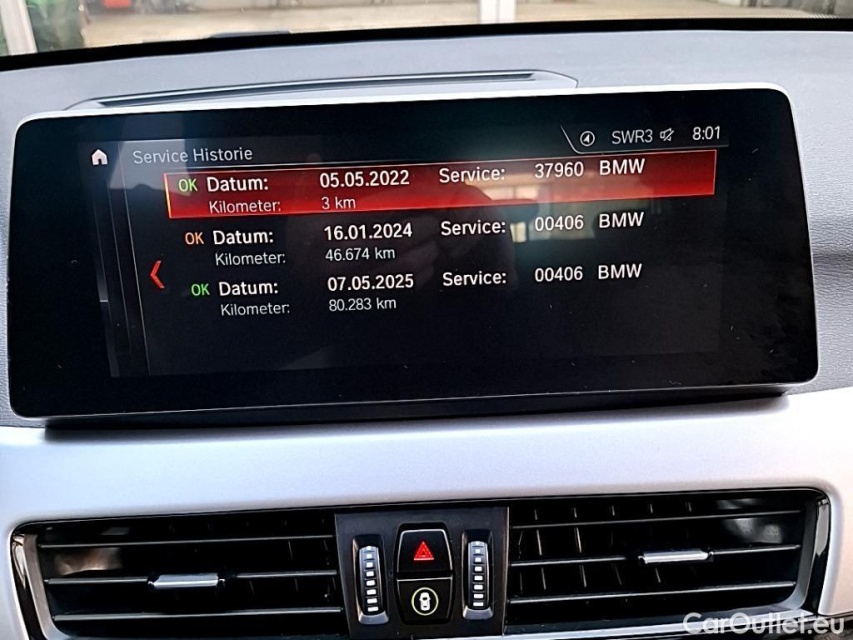 SWR3 8:01
Service Historie
OK Datum: 05.05.2022 Service: 37960 BMW
Kilometer: 3 km
OK Datum: 16.01.2024 Service: 00406 BMW
Kilometer: 46.674 km
OK Datum: 07.05.2025 Service: 00406 BMW
Kilometer: 80.283 km
CarOutlet.eu